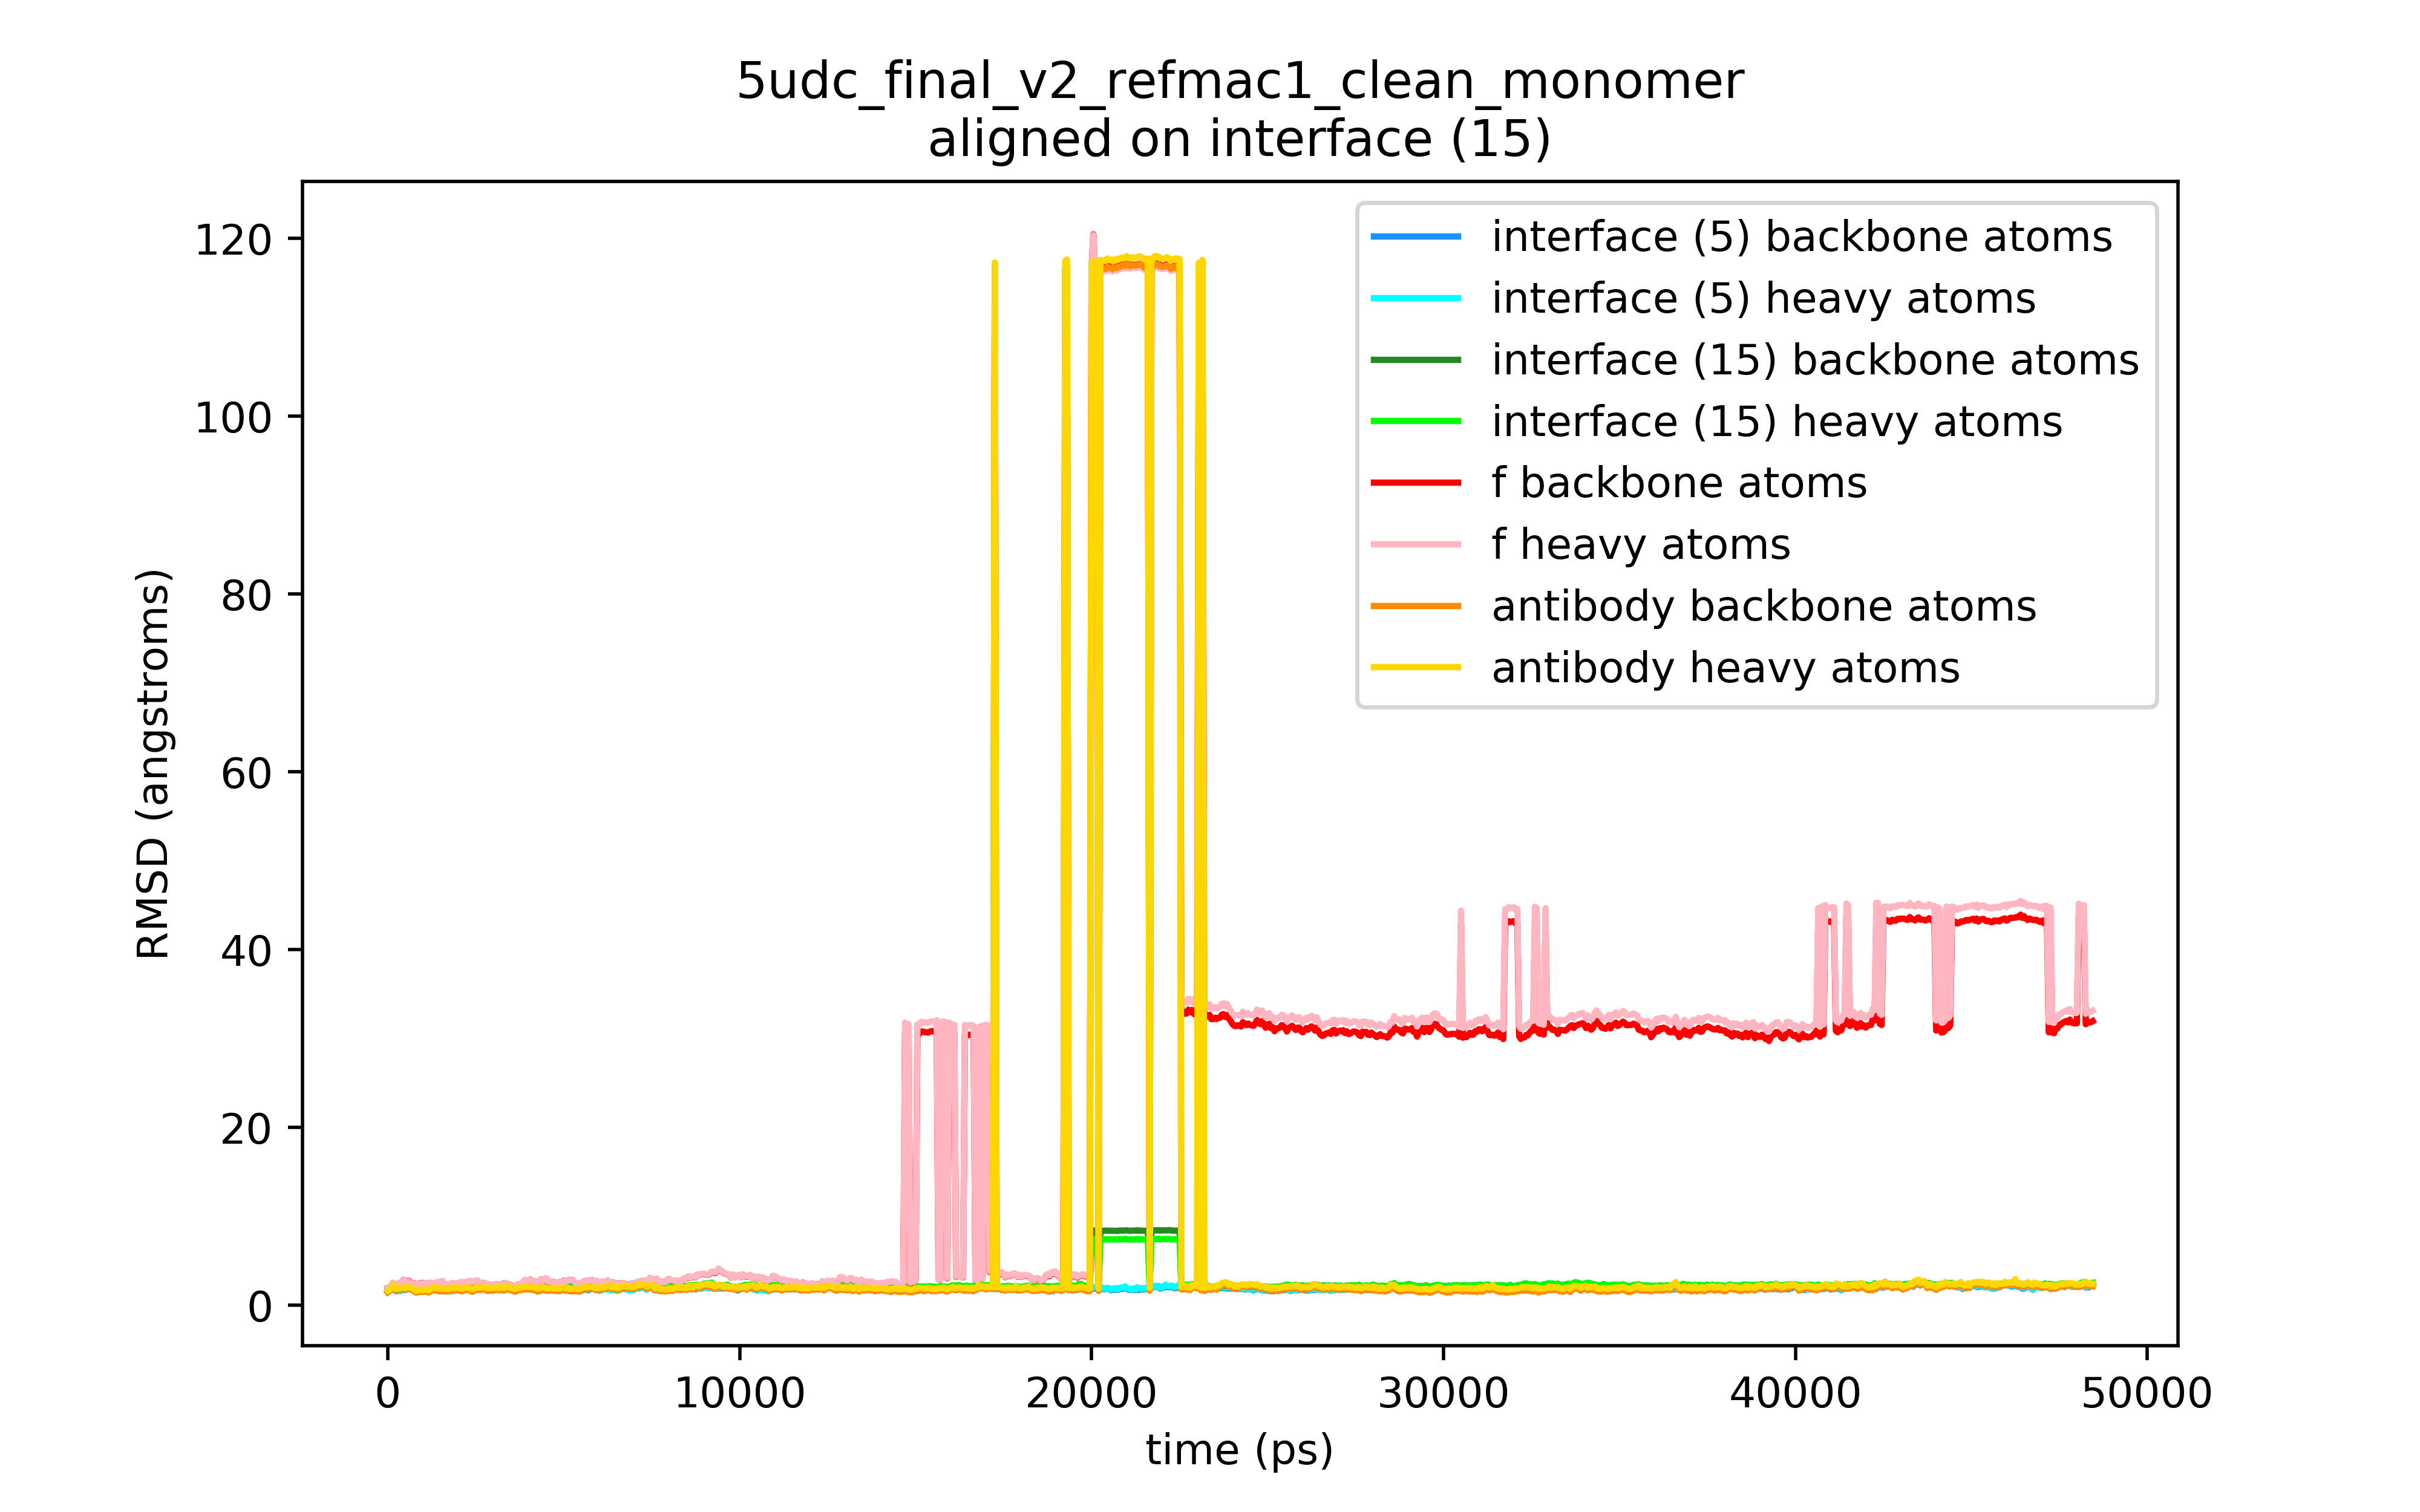 5udc_final_v2_refmac1_clean_monomer
aligned on interface (15)
120
100
80
60
40
20
0
RMSD (angstroms)
interface (5) backbone atoms
interface (5) heavy atoms
interface (15) backbone atoms
interface (15) heavy atoms
f backbone atoms
f heavy atoms
antibody backbone atoms
antibody heavy atoms
0
10000
20000
30000
40000
50000
time (ps)